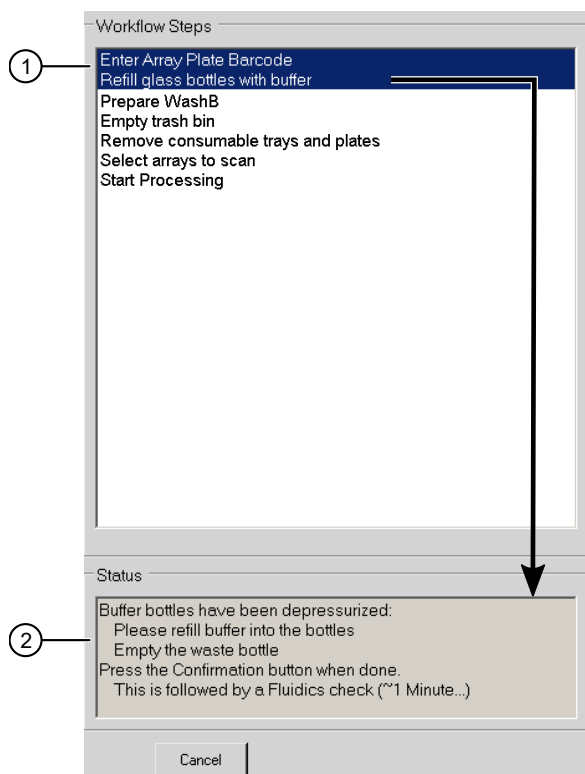 Workflow Steps
1
Enter Array Plate Barcode
Refill glass bottles with buffer
Prepare WashB
Empty trash bin
Remove consumable trays and plates
Select arrays to scan
Start Processing
Status
2
Buffer bottles have been depressurized:
Please refill buffer into the bottles
Empty the waste bottle
Press the Confirmation button when done.
This is followed by a Fluidics check (~1 Minute...)
Cancel